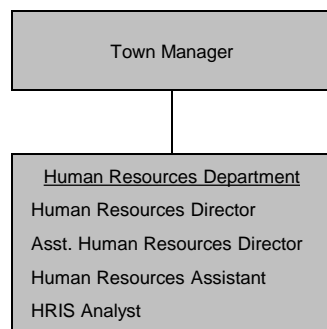 Town Manager
Human Resources Department
Human Resources Director
Asst. Human Resources Director
Human Resources Assistant
HRIS Analyst